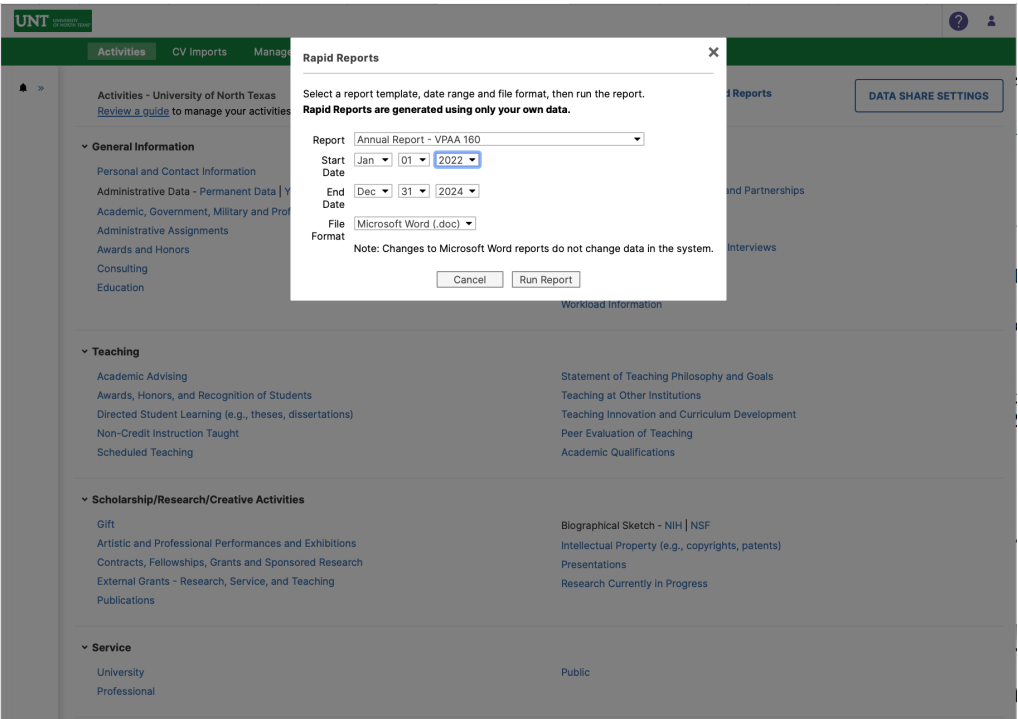 UNT UNIVERSITY
OF NORTH TEXAS
?
Activities CV Imports Manage
Rapid Reports
Select a report template, date range and file format, then run the report.
Rapid Reports are generated using only your own data.
Report Annual Report - VPAA 160
Start Date Jan 01 2022
End Date Dec 31 2024
File Format Microsoft Word (.doc)
Note: Changes to Microsoft Word reports do not change data in the system.
Cancel Run Report
Activities - University of North Texas
Review a guide to manage your activities
Reports
DATA SHARE SETTINGS
General Information
Personal and Contact Information
Administrative Data - Permanent Data | Y
Academic, Government, Military and Prof
Administrative Assignments
Awards and Honors
Consulting
Education
and Partnerships
Interviews
Workload Information
Teaching
Academic Advising
Awards, Honors, and Recognition of Students
Directed Student Learning (e.g., theses, dissertations)
Non-Credit Instruction Taught
Scheduled Teaching
Statement of Teaching Philosophy and Goals
Teaching at Other Institutions
Teaching Innovation and Curriculum Development
Peer Evaluation of Teaching
Academic Qualifications
Scholarship/Research/Creative Activities
Gift
Artistic and Professional Performances and Exhibitions
Contracts, Fellowships, Grants and Sponsored Research
External Grants - Research, Service, and Teaching
Publications
Biographical Sketch - NIH | NSF
Intellectual Property (e.g., copyrights, patents)
Presentations
Research Currently in Progress
Service
University
Professional
Public